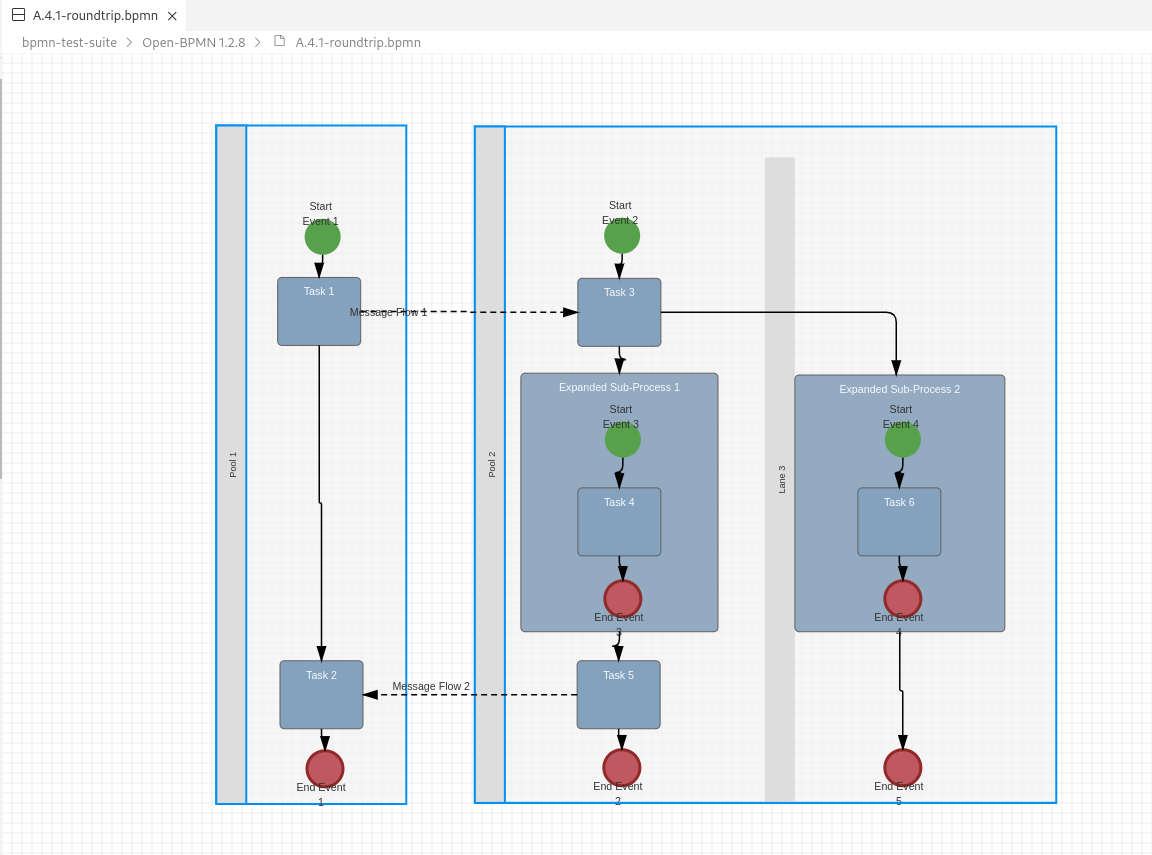 A.4.1-roundtrip.bpmn
bpmn-test-suite > Open-BPMN 1.2.8 > A.4.1-roundtrip.bpmn
Pool 1
Start
Event 1
Task 1
Message Flow 1
Task 2
Message Flow 2
End Event
1
Pool 2
Start
Event 2
Task 3
Expanded Sub-Process 1
Start
Event 3
Task 4
End Event
3
Task 5
End Event
2
Lane 3
Expanded Sub-Process 2
Start
Event 4
Task 6
End Event
4
End Event
5